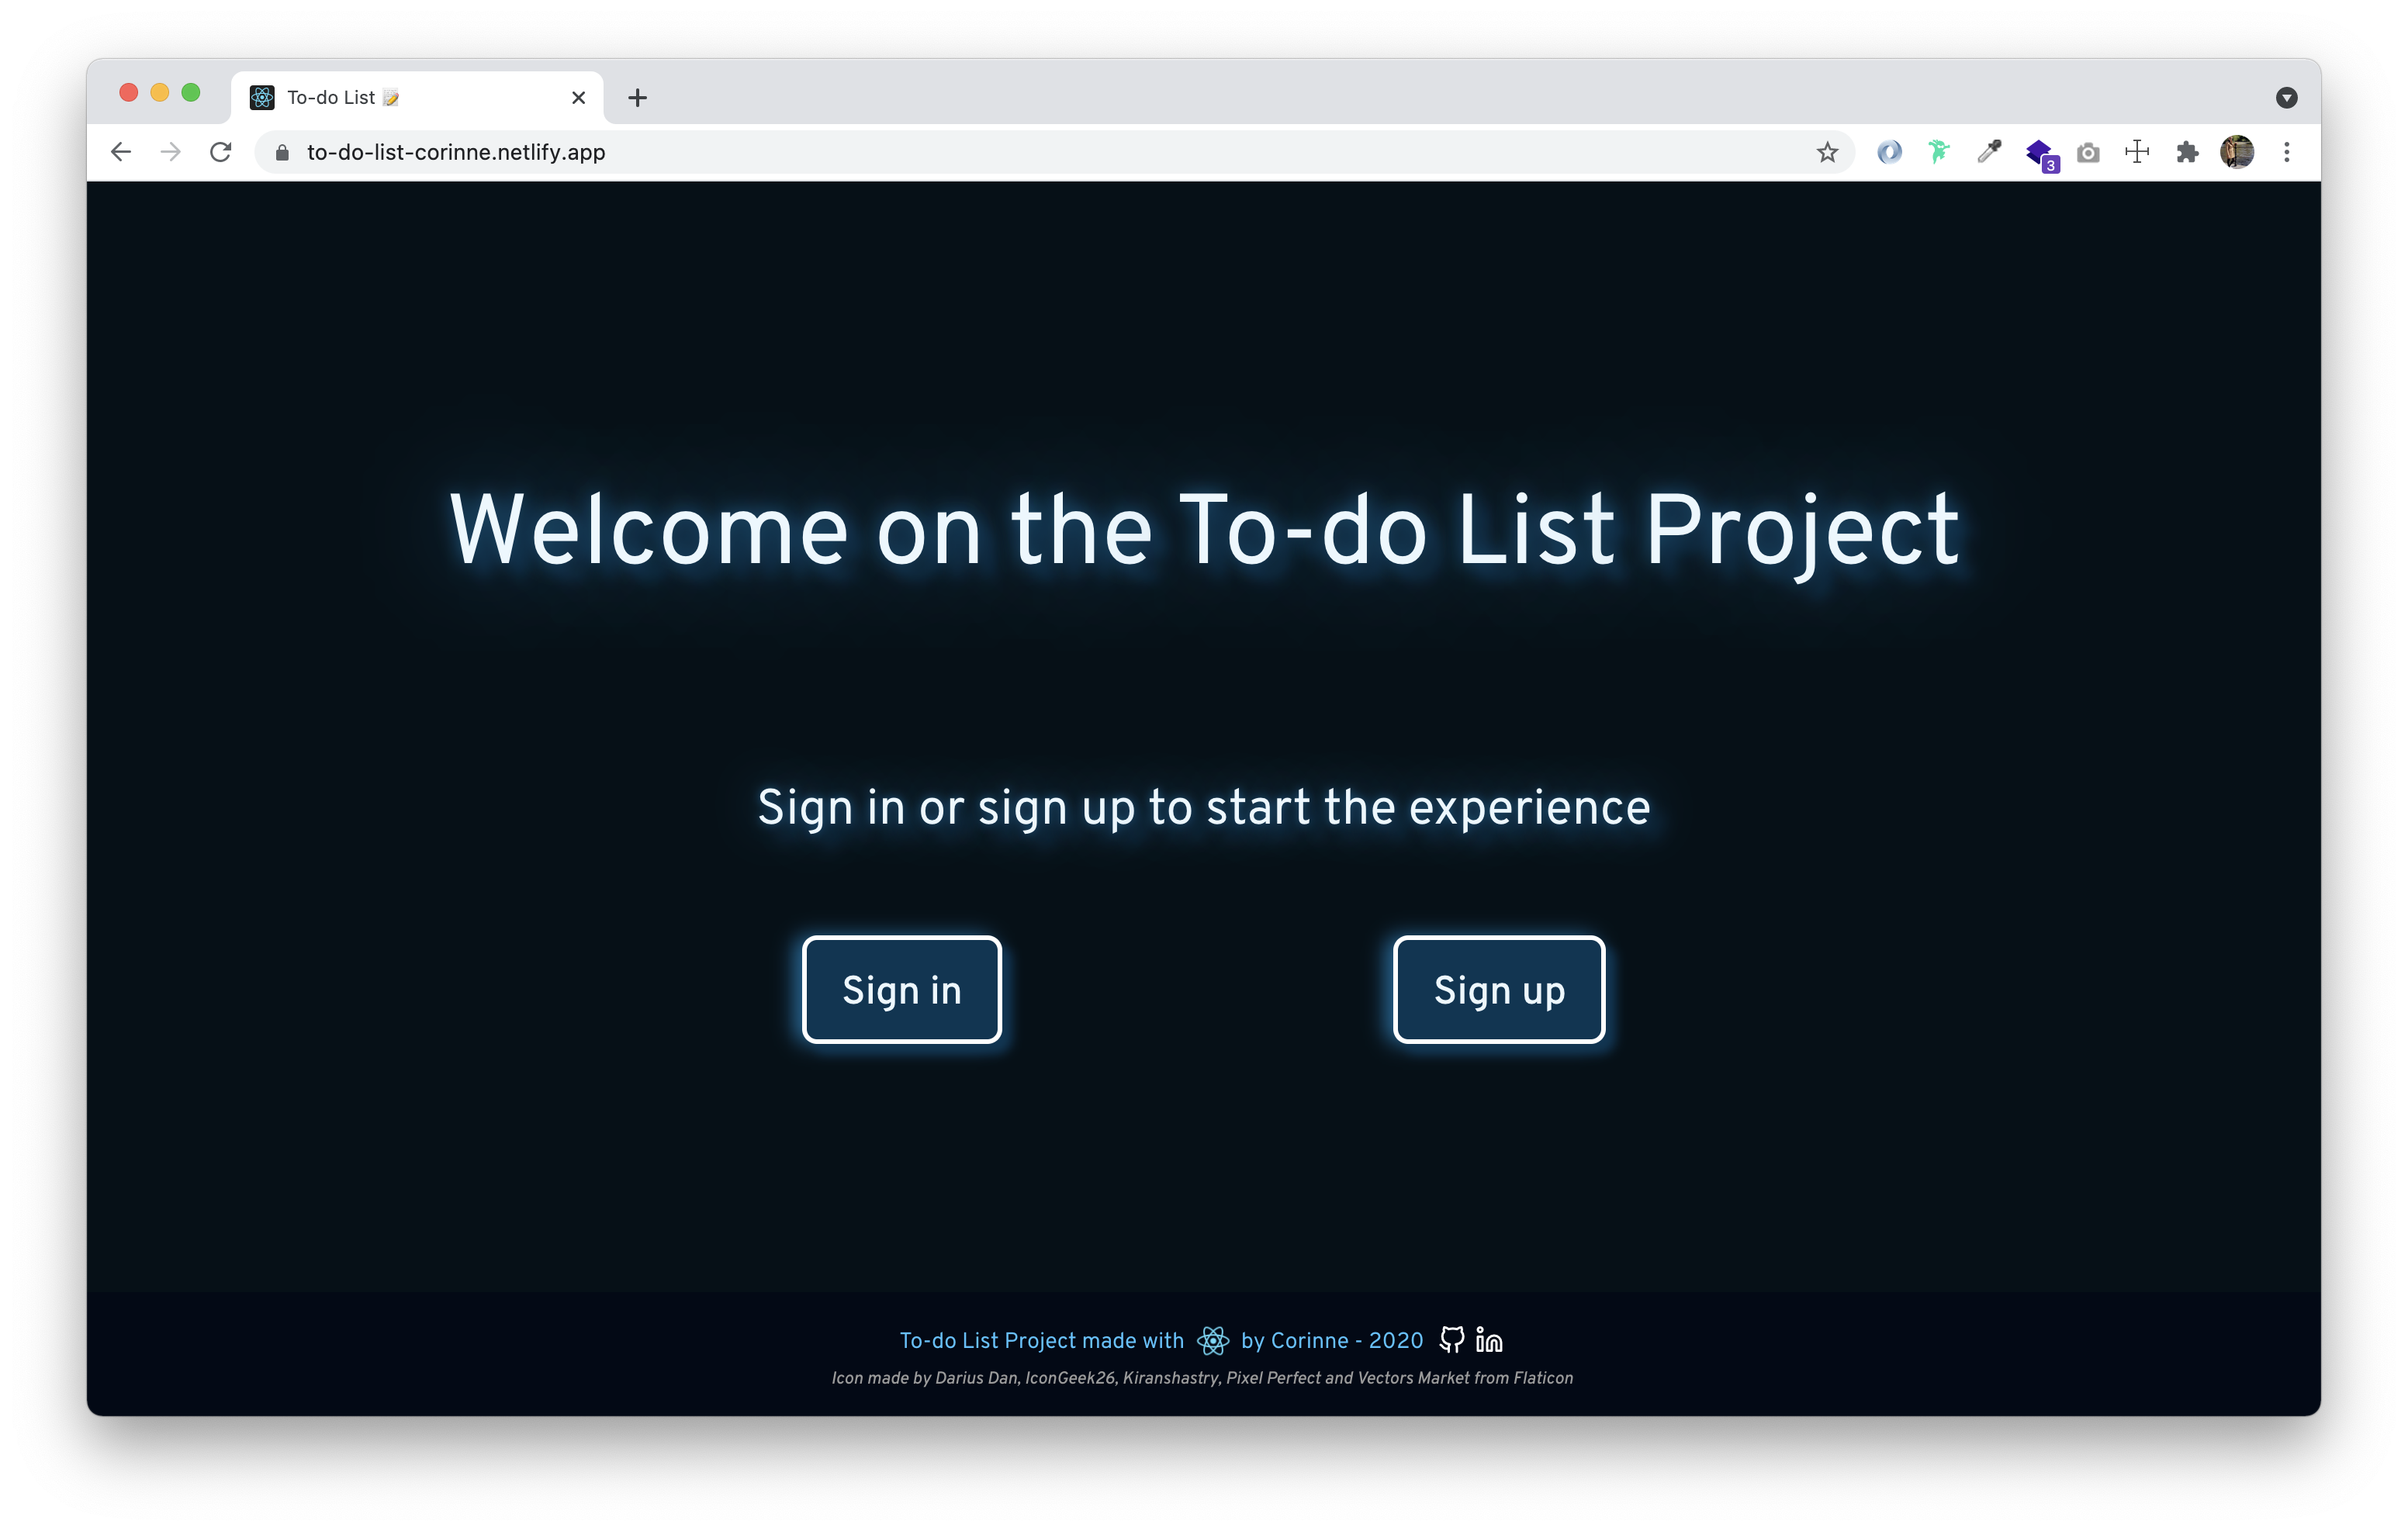 To-do List 📝
to-do-list-corinne.netlify.app
3
Welcome on the To-do List Project
Sign in or sign up to start the experience
Sign in
Sign up
To-do List Project made with by Corinne - 2020
Icon made by Darius Dan, IconGeek26, Kiranshastry, Pixel Perfect and Vectors Market from Flaticon